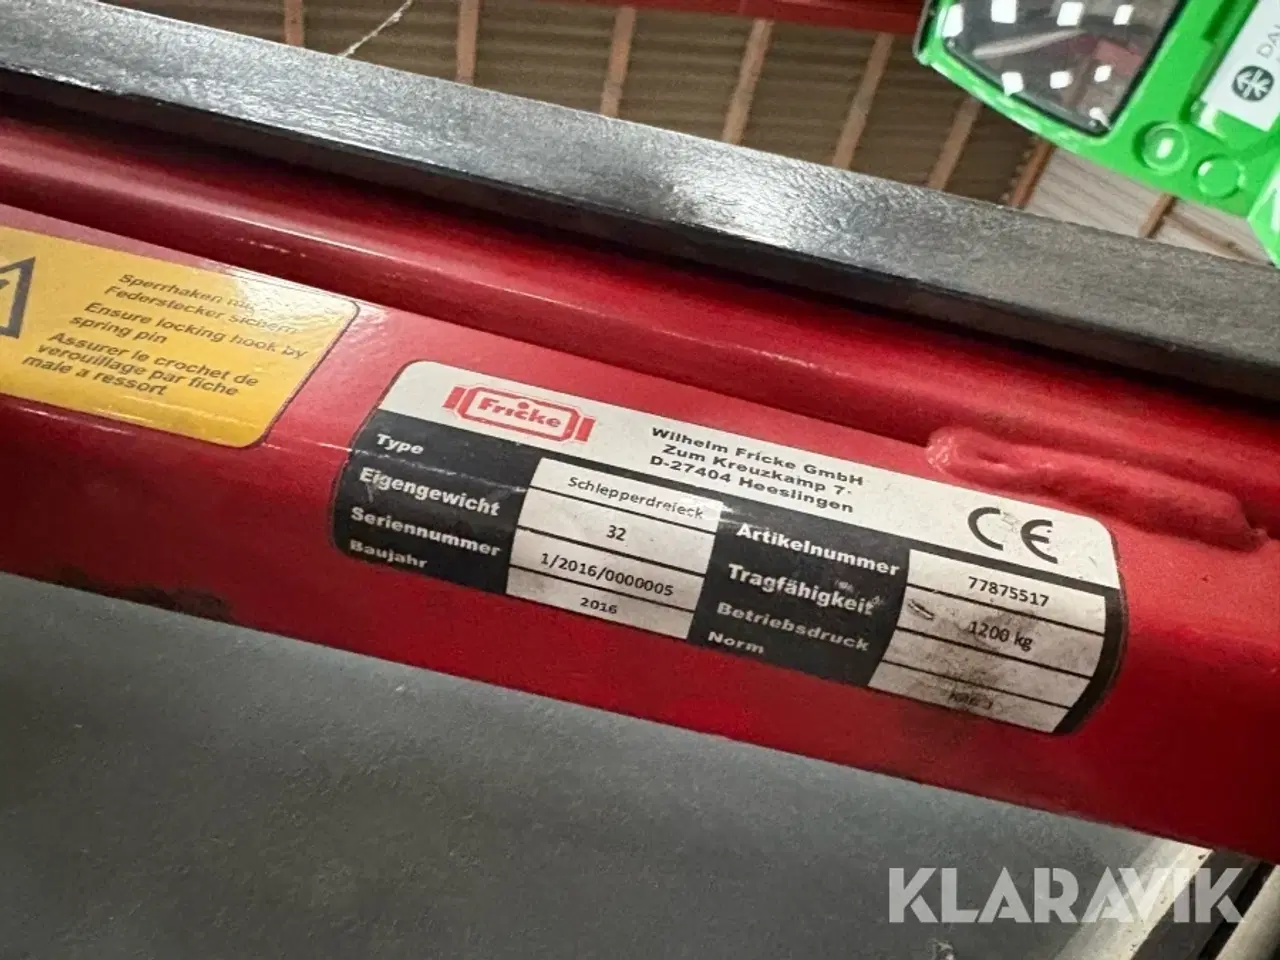 DAL
Sperrhaken mit
Federstecker sichern
Ensure locking hook by
spring pin
Assurer le crochet de
verouillage par fiche
male a ressort
Fricke
Wilhelm Fricke GmbH
Zum Kreuzkamp 7
D-27404 Heeslingen
CE
Type Schlepperdreieck
Eigengewicht 32
Seriennummer 1/2016/0000005
Baujahr 2016
Artikelnummer 77875517
Tragfähigkeit 1200 kg
Betriebsdruck
Norm
KLARAVIK